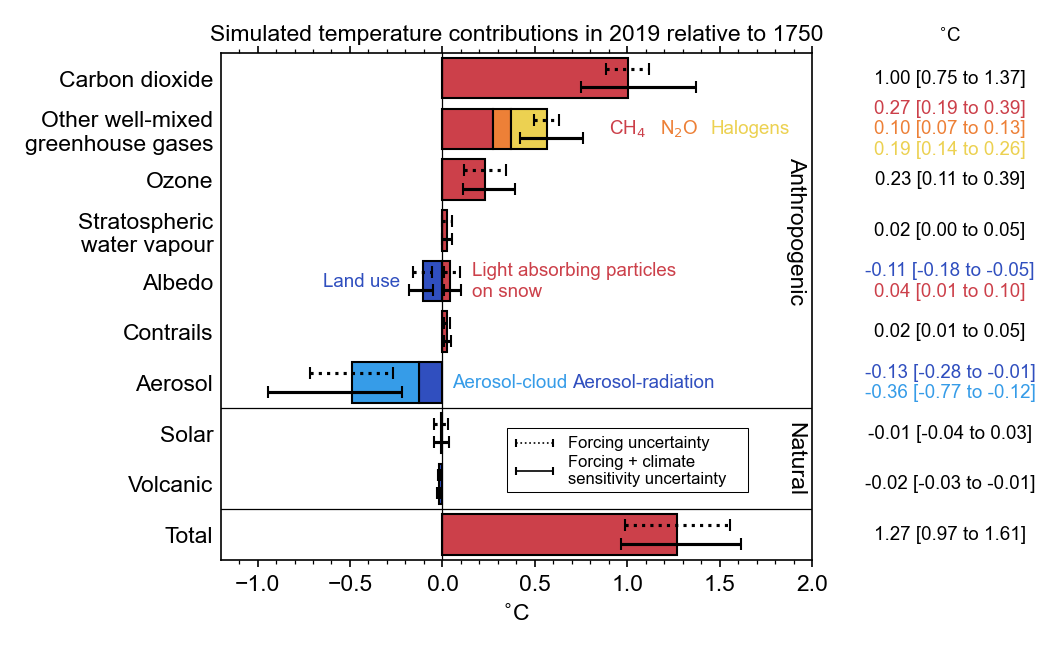 Simulated temperature contributions in 2019 relative to 1750
°C
Carbon dioxide
1.00 [0.75 to 1.37]
Other well-mixed
greenhouse gases
CH₄ N₂O Halogens
0.27 [0.19 to 0.39]
0.10 [0.07 to 0.13]
0.19 [0.14 to 0.26]
Ozone
0.23 [0.11 to 0.39]
Anthropogenic
Stratospheric
water vapour
0.02 [0.00 to 0.05]
Albedo
Land use
Light absorbing particles
on snow
-0.11 [-0.18 to -0.05]
0.04 [0.01 to 0.10]
Contrails
0.02 [0.01 to 0.05]
Aerosol
Aerosol-cloud Aerosol-radiation
-0.13 [-0.28 to -0.01]
-0.36 [-0.77 to -0.12]
Solar
-0.01 [-0.04 to 0.03]
Natural
Forcing uncertainty
Forcing + climate
sensitivity uncertainty
Volcanic
-0.02 [-0.03 to -0.01]
Total
1.27 [0.97 to 1.61]
−1.0 −0.5 0.0 0.5 1.0 1.5 2.0
°C